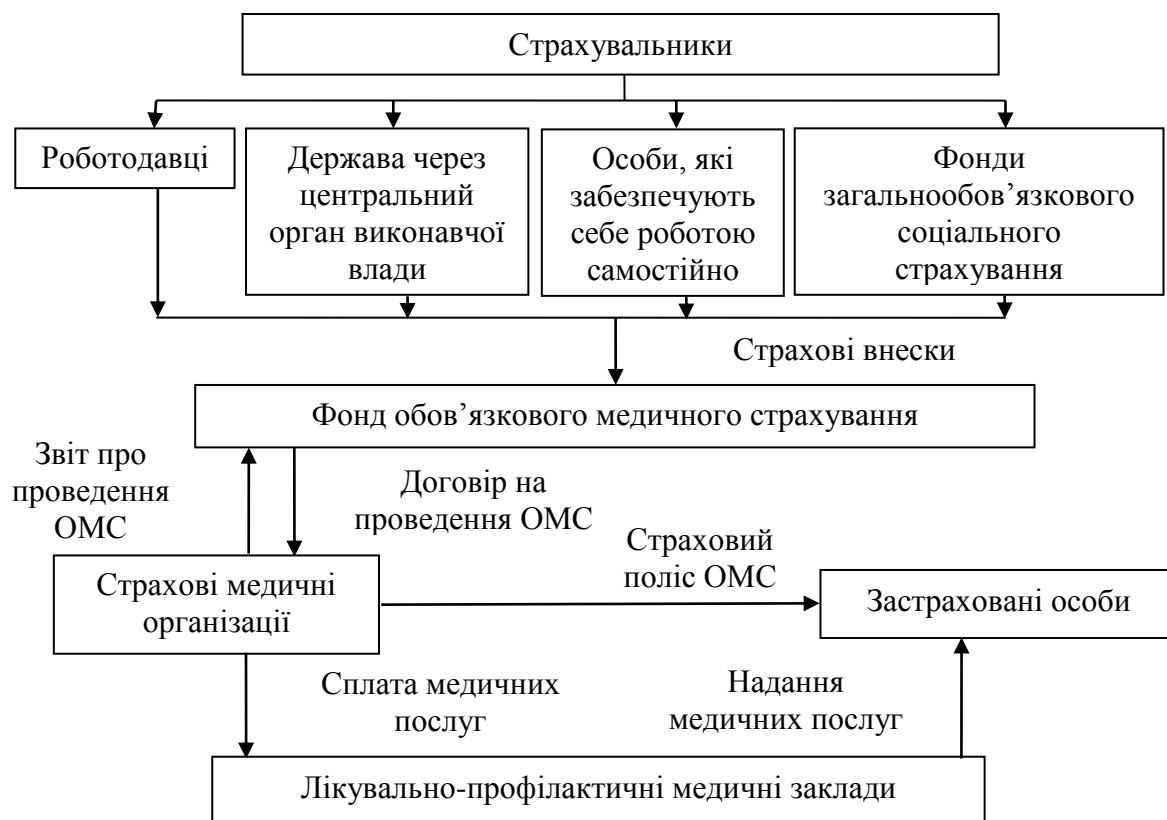 Страхувальники
Роботодавці
Держава через
центральний
орган виконавчої
влади
Особи, які
забезпечують
себе роботою
самостійно
Фонди
загальнообов’язкового
соціального
страхування
Страхові внески
Фонд обов’язкового медичного страхування
Звіт про
проведення
ОМС
Договір на
проведення ОМС
Страховий
поліс ОМС
Страхові медичні
організації
Застраховані особи
Сплата медичних
послуг
Надання
медичних послуг
Лікувально-профілактичні медичні заклади